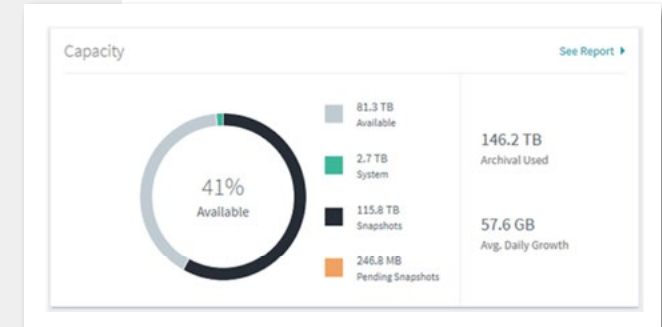 Capacity
See Report
41%
Available
81.3 TB
Available
2.7 TB
System
115.8 TB
Snapshots
246.8 MB
Pending Snapshots
146.2 TB
Archival Used
57.6 GB
Avg. Daily Growth